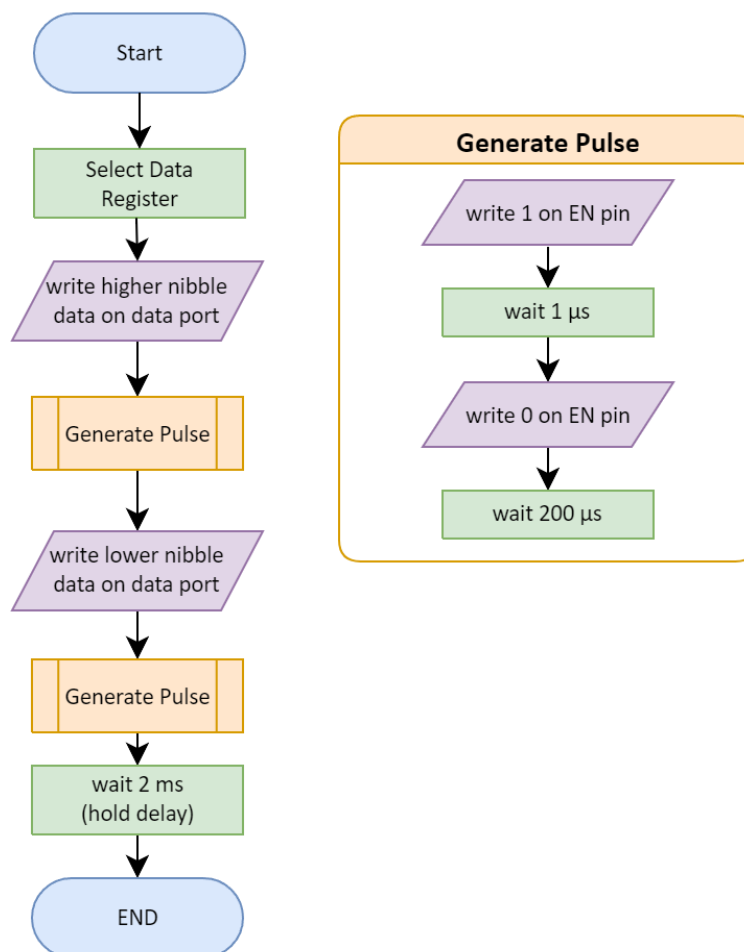 Start
Select Data
Register
write higher nibble
data on data port
Generate Pulse
write lower nibble
data on data port
Generate Pulse
wait 2 ms
(hold delay)
END
Generate Pulse
write 1 on EN pin
wait 1 µs
write 0 on EN pin
wait 200 µs